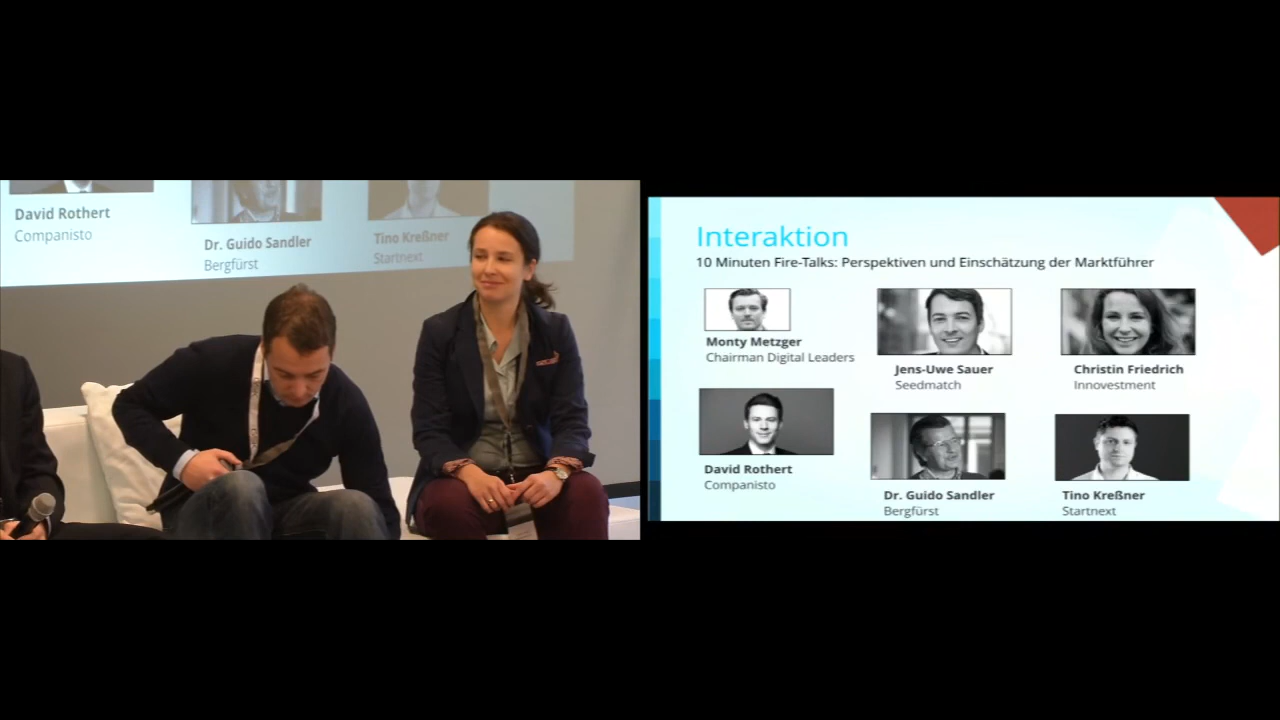 David Rothert
Companisto
Dr. Guido Sandler
Bergfürst
Tino Kreßner
Startnext
Interaktion
10 Minuten Fire-Talks: Perspektiven und Einschätzung der Marktführer
Monty Metzger
Chairman Digital Leaders
Jens-Uwe Sauer
Seedmatch
Christin Friedrich
Innovestment
David Rothert
Companisto
Dr. Guido Sandler
Bergfürst
Tino Kreßner
Startnext